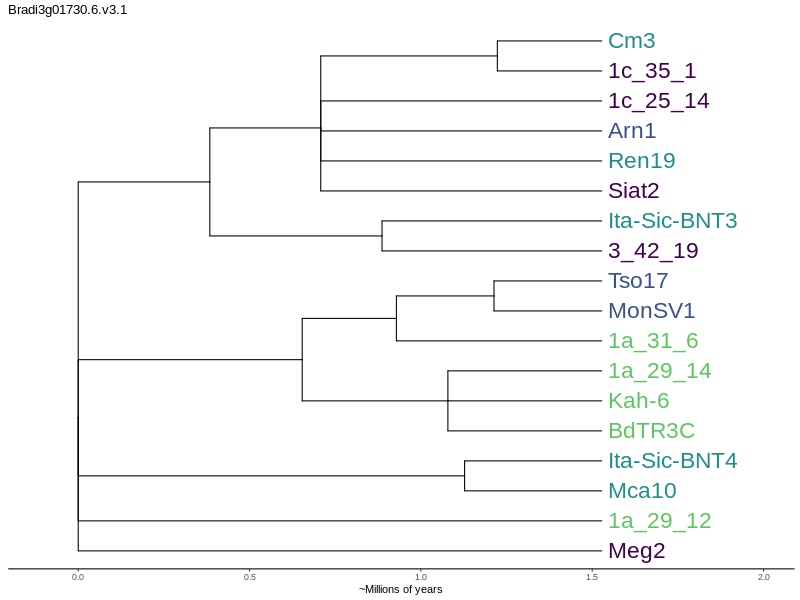 Bradi3g01730.6.v3.1
Cm3
1c_35_1
1c_25_14
Arn1
Ren19
Siat2
Ita-Sic-BNT3
3_42_19
Tso17
MonSV1
1a_31_6
1a_29_14
Kah-6
BdTR3C
Ita-Sic-BNT4
Mca10
1a_29_12
Meg2
0.0 0.5 1.0 1.5 2.0
~Millions of years